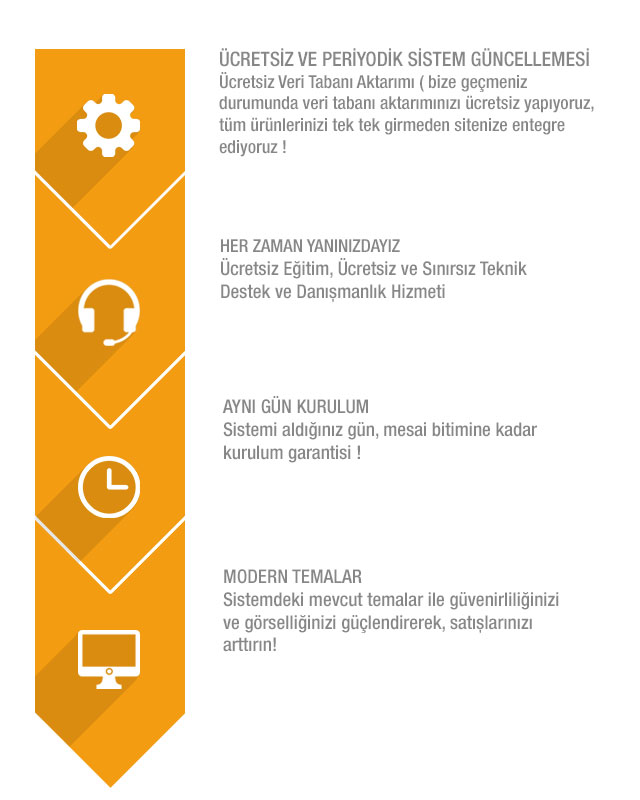 ÜCRETSİZ VE PERİYODİK SİSTEM GÜNCELLEMESİ
Ücretsiz Veri Tabanı Aktarımı ( bize geçmeniz
durumunda veri tabanı aktarımınızı ücretsiz yapıyoruz,
tüm ürünlerinizi tek tek girmeden sitenize entegre
ediyoruz !
HER ZAMAN YANINIZDAYIZ
Ücretsiz Eğitim, Ücretsiz ve Sınırsız Teknik
Destek ve Danışmanlık Hizmeti
AYNI GÜN KURULUM
Sistemi aldığınız gün, mesai bitimine kadar
kurulum garantisi !
MODERN TEMALAR
Sistemdeki mevcut temalar ile güvenirliliğinizi
ve görselliğinizi güçlendirerek, satışlarınızı
arttırın!